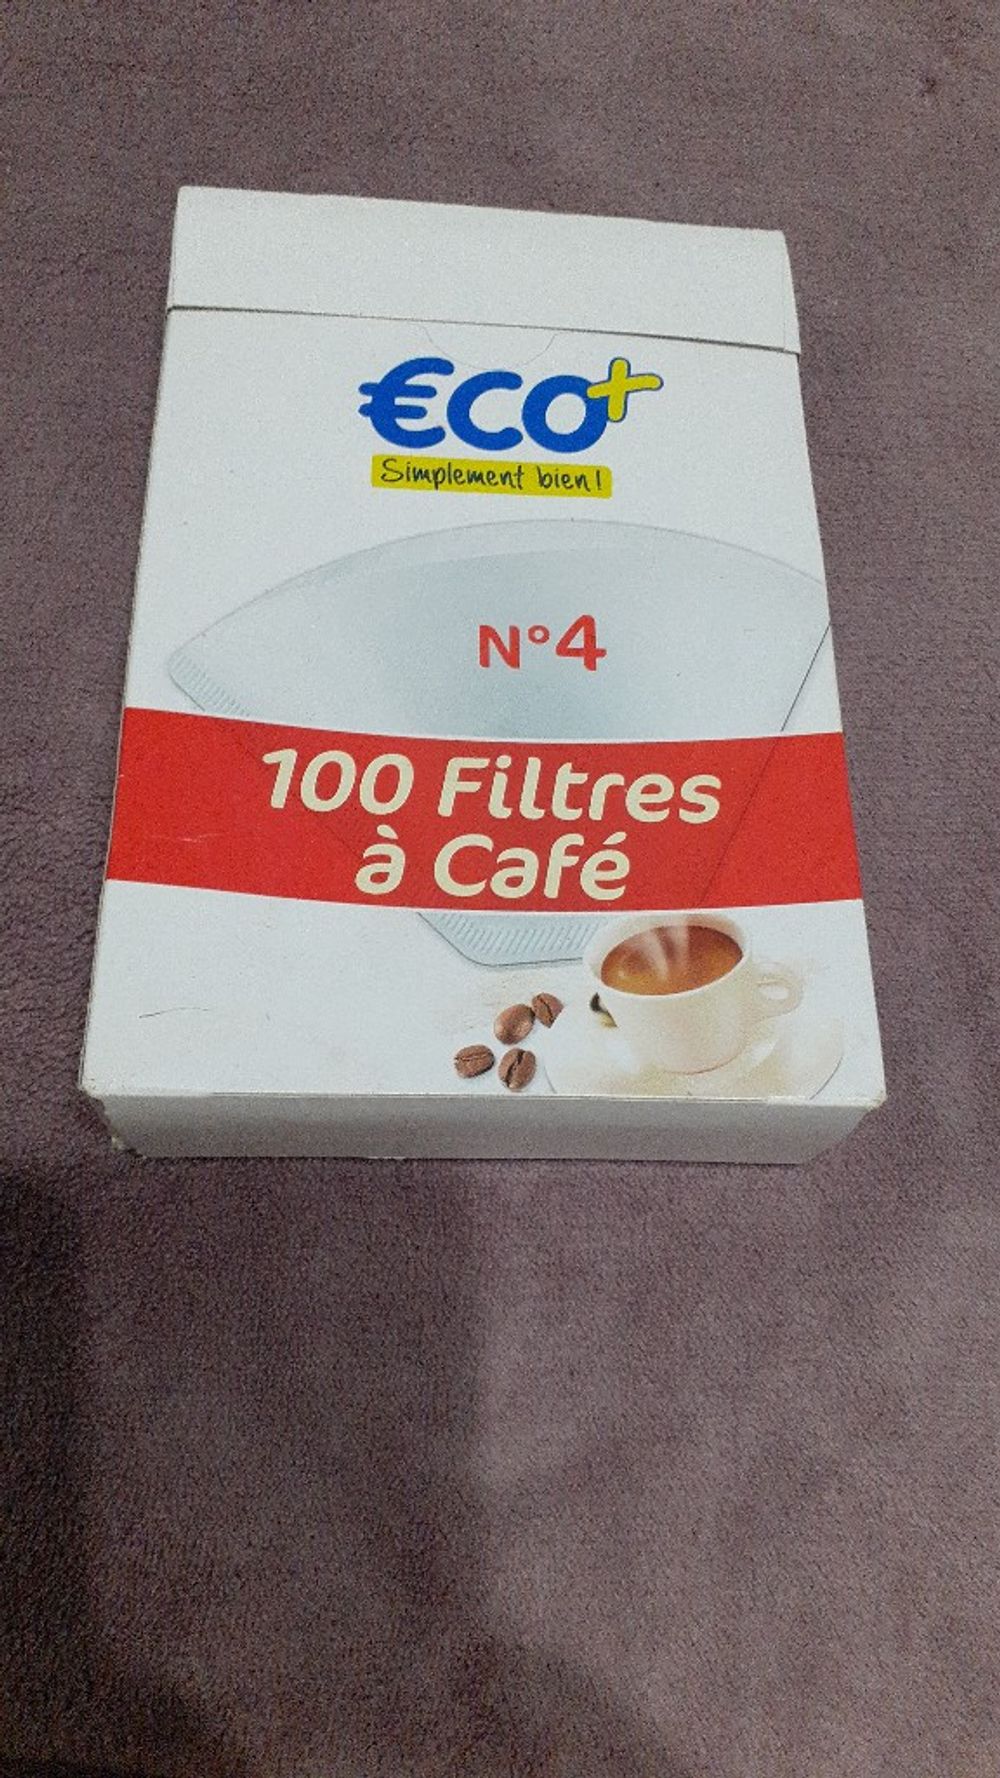 €co+
Simplement bien!
N°4
100 Filtres
à Café